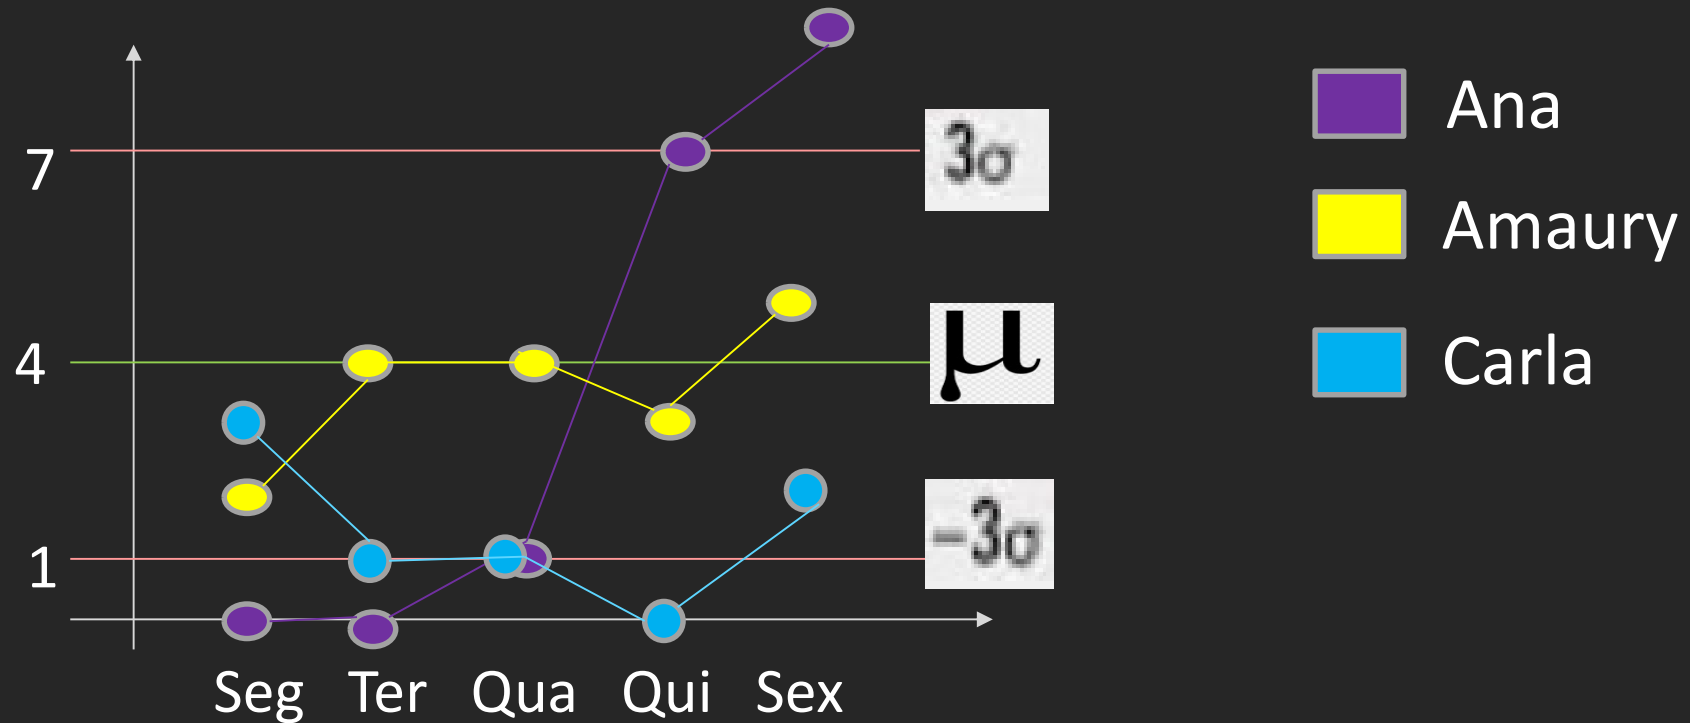 7
4
1
3σ
μ
-3σ
Seg Ter Qua Qui Sex
Ana
Amaury
Carla